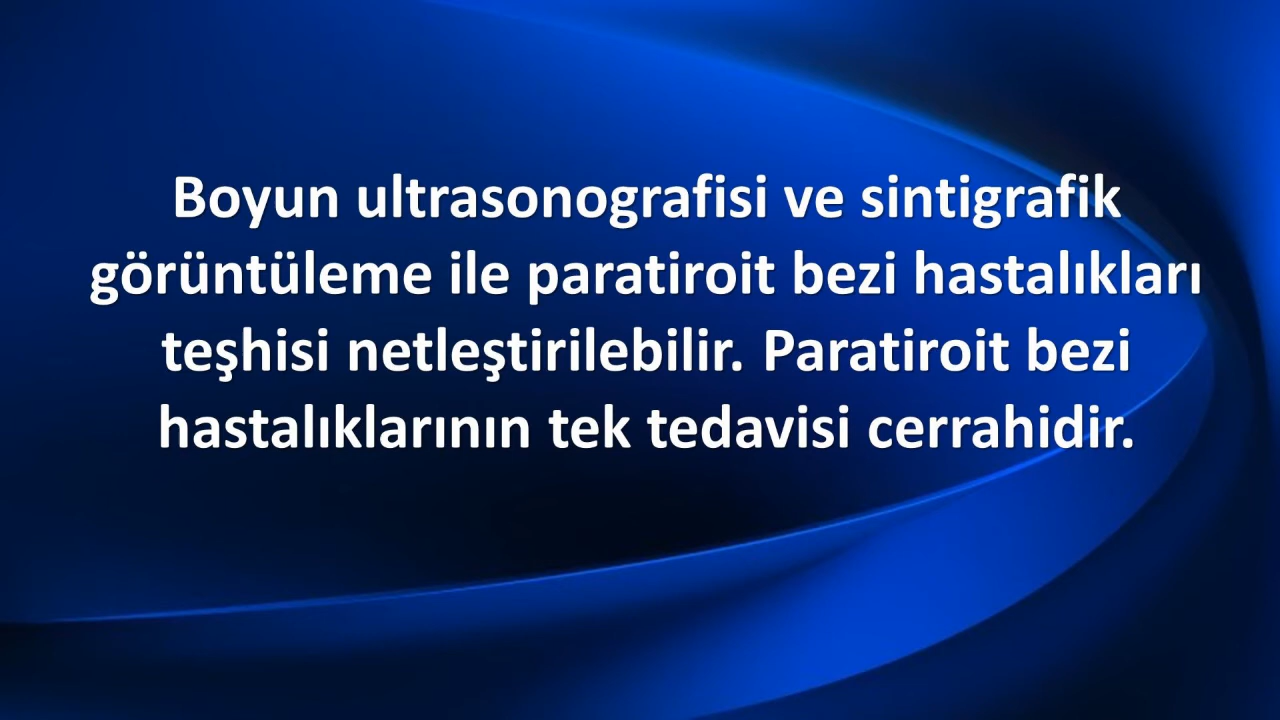 Boyun ultrasonografisi ve sintigrafik
görüntüleme ile paratiroit bezi hastalıkları
teşhisi netleştirilebilir. Paratiroit bezi
hastalıklarının tek tedavisi cerrahidir.